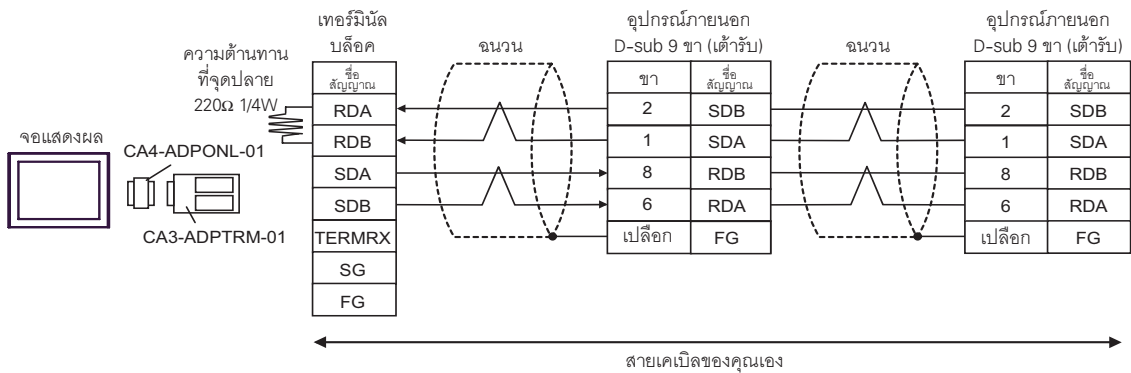 เทอร์มินัล
บล็อค
อุปกรณ์ภายนอก
D-sub 9 ขา (เต้ารับ)
อุปกรณ์ภายนอก
D-sub 9 ขา (เต้ารับ)
ความต้านทาน
ที่จุดปลาย
220Ω 1/4W
ฉนวน
ฉนวน
จอแสดงผล
CA4-ADPONL-01
CA3-ADPTRM-01
ชื่อ
สัญญาณ
RDA
RDB
SDA
SDB
TERMRX
SG
FG
ขา ชื่อ
สัญญาณ
2 SDB
1 SDA
8 RDB
6 RDA
เปลือก FG
ขา ชื่อ
สัญญาณ
2 SDB
1 SDA
8 RDB
6 RDA
เปลือก FG
สายเคเบิลของคุณเอง